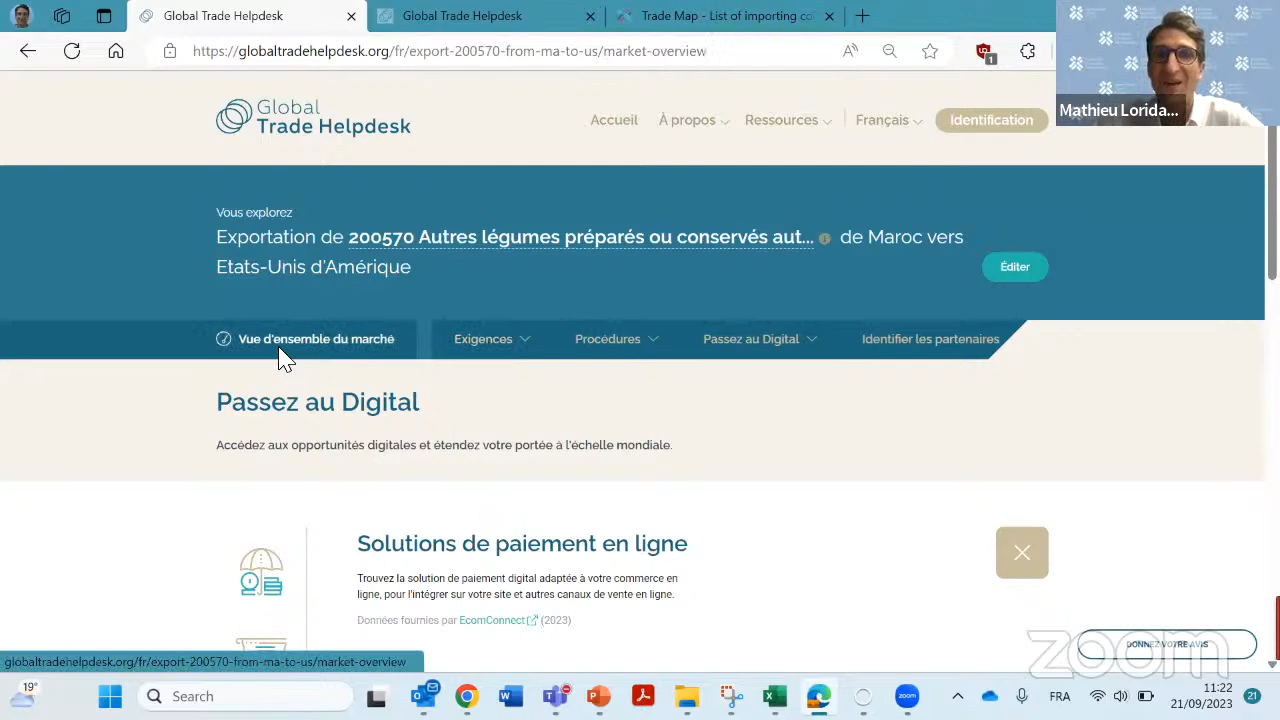 Global Trade Helpdesk
Global Trade Helpdesk
Trade Map - List of importing co
https://globaltradehelpdesk.org/fr/export-200570-from-ma-to-us/market-overview
1
Mathieu Lorida...
Global
Trade Helpdesk
Accueil
À propos
Ressources
Français
Identification
Vous explorez
Exportation de 200570 Autres légumes préparés ou conservés aut... de Maroc vers
Etats-Unis d'Amérique
Éditer
Vue d'ensemble du marché
Exigences
Procédures
Passez au Digital
Identifier les partenaires
Passez au Digital
Accédez aux opportunités digitales et étendez votre portée à l'échelle mondiale.
Solutions de paiement en ligne
Trouvez la solution de paiement digital adaptée à votre commerce en
ligne, pour l'intégrer sur votre site et autres canaux de vente en ligne.
Données fournies par EcomConnect (2023)
DONNEZ VOTRE AVIS
zoom
globaltradehelpdesk.org/fr/export-200570-from-ma-to-us/market-overview
19°
Search
zoom
FRA
11:22
21/09/2023
21